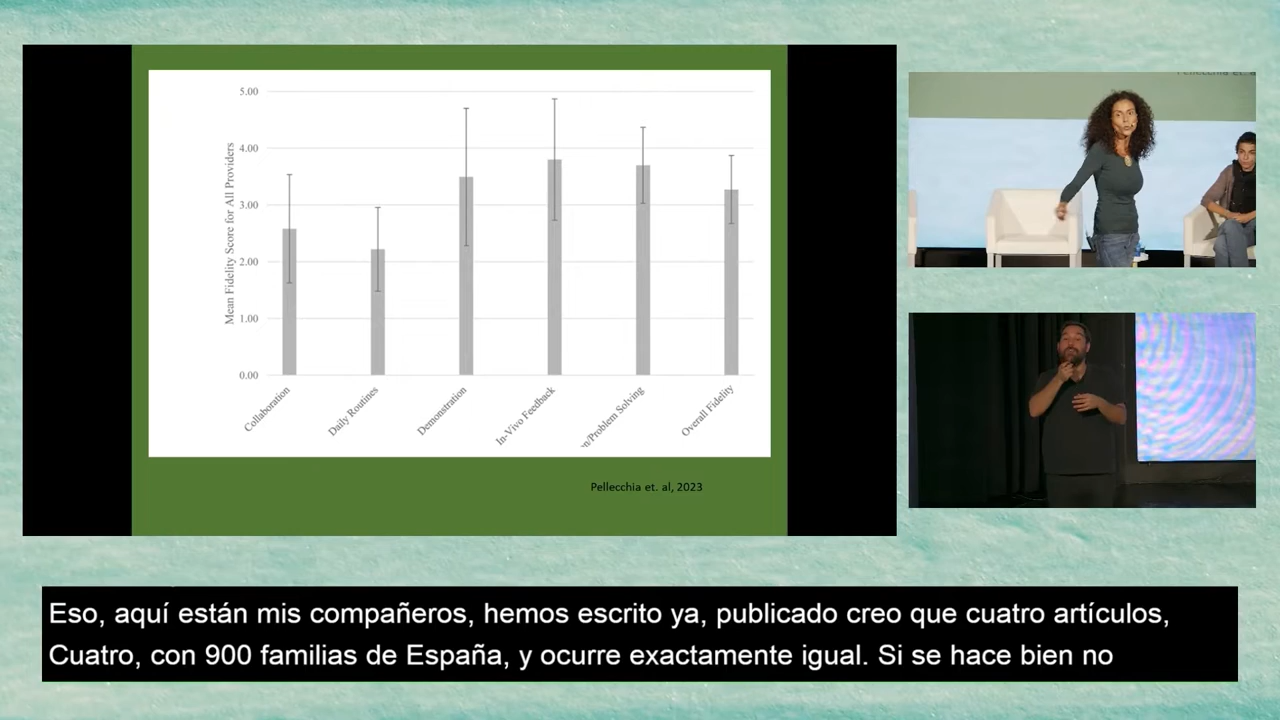 5.00
4.00
3.00
2.00
1.00
0.00
Mean Fidelity Score for All Providers
Collaboration
Daily Routines
Demonstration
In-Vivo Feedback
/Problem Solving
Overall Fidelity
Pellecchia et. al, 2023
Eso, aquí están mis compañeros, hemos escrito ya, publicado creo que cuatro artículos,
Cuatro, con 900 familias de España, y ocurre exactamente igual. Si se hace bien no